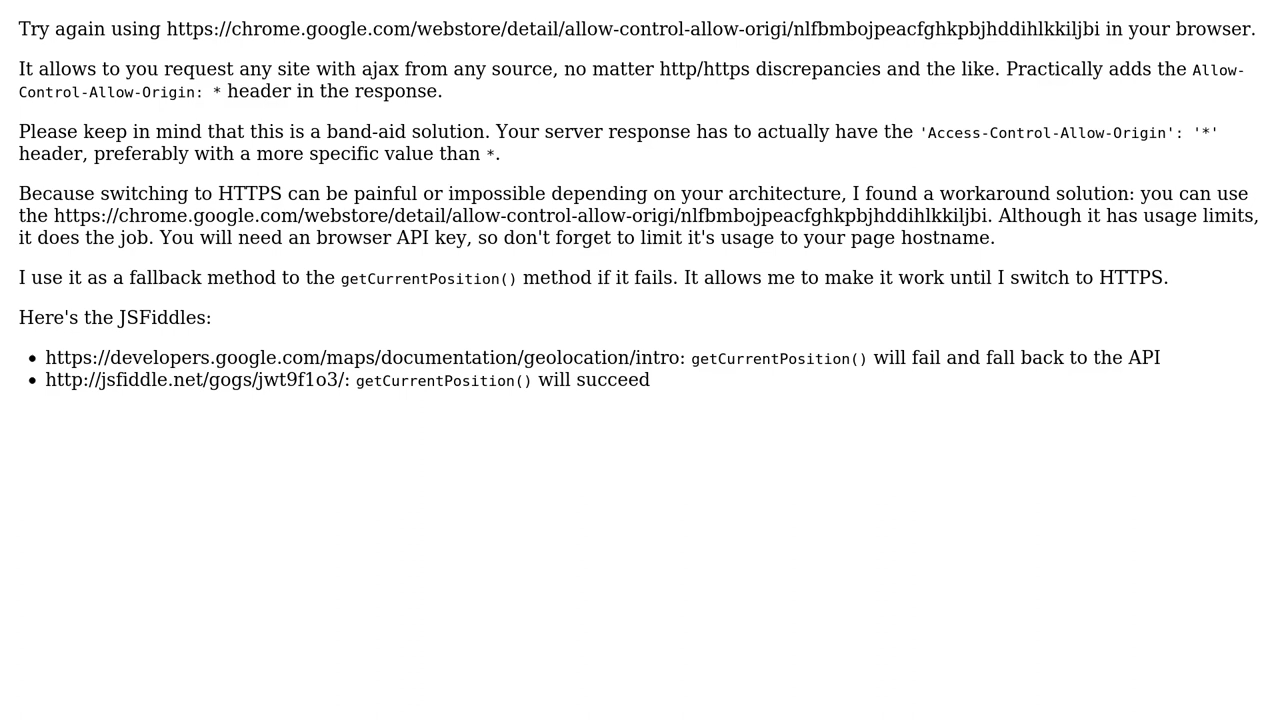 Try again using https://chrome.google.com/webstore/detail/allow-control-allow-origi/nlfbmbojpeacfghkpbjhddihlkkiljbi in your browser.
It allows to you request any site with ajax from any source, no matter http/https discrepancies and the like. Practically adds the Allow-
Control-Allow-Origin: * header in the response.
Please keep in mind that this is a band-aid solution. Your server response has to actually have the 'Access-Control-Allow-Origin': '*'
header, preferably with a more specific value than *.
Because switching to HTTPS can be painful or impossible depending on your architecture, I found a workaround solution: you can use
the https://chrome.google.com/webstore/detail/allow-control-allow-origi/nlfbmbojpeacfghkpbjhddihlkkiljbi. Although it has usage limits,
it does the job. You will need an browser API key, so don't forget to limit it's usage to your page hostname.
I use it as a fallback method to the getCurrentPosition() method if it fails. It allows me to make it work until I switch to HTTPS.
Here's the JSFiddles:
• https://developers.google.com/maps/documentation/geolocation/intro: getCurrentPosition() will fail and fall back to the API
• http://jsfiddle.net/gogs/jwt9f1o3/: getCurrentPosition() will succeed